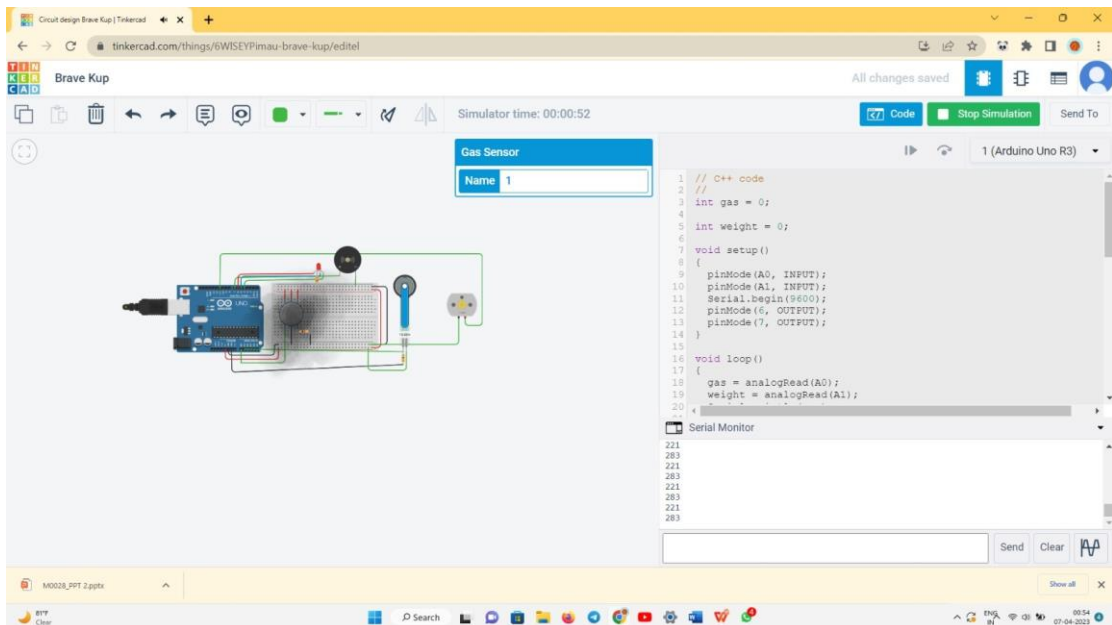 Circuit design Brave Kup | Tinkercad
tinkercad.com/things/6WISEYPimau-brave-kup/editel
TIN
KER
CAD
Brave Kup
All changes saved
Simulator time: 00:00:52
Code
Stop Simulation
Send To
Gas Sensor
Name 1
1 (Arduino Uno R3)
1 // C++ code
2 //
3 int gas = 0;
4
5 int weight = 0;
6
7 void setup()
8 {
9 pinMode(A0, INPUT);
10 pinMode(A1, INPUT);
11 Serial.begin(9600);
12 pinMode(6, OUTPUT);
13 pinMode(7, OUTPUT);
14 }
15
16 void loop()
17 {
18 gas = analogRead(A0);
19 weight = analogRead(A1);
20
Serial Monitor
221
283
221
283
221
283
221
283
Send
Clear
UNO
M0028_PPT 2.pptx
Show all
81°F
Clear
Search
ENG
IN
00:54
07-04-2023